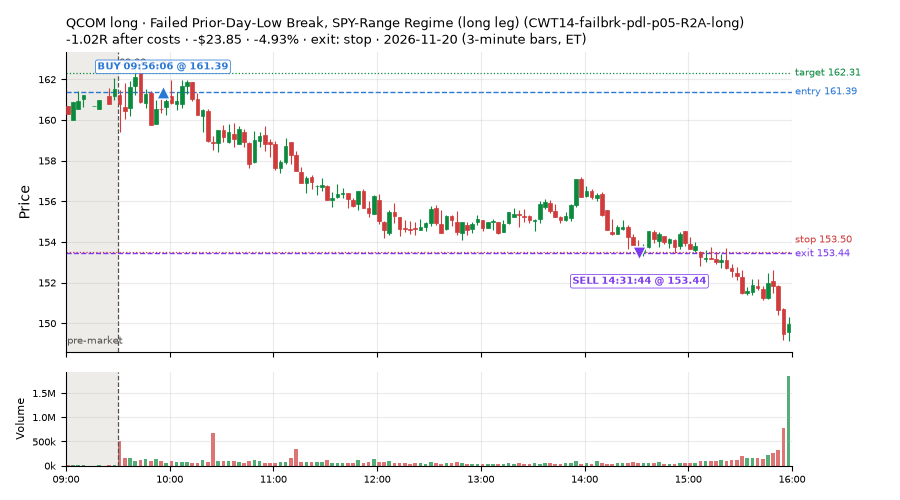 QCOM long · Failed Prior-Day-Low Break, SPY-Range Regime (long leg) (CWT14-failbrk-pdl-p05-R2A-long)
-1.02R after costs · -$23.85 · -4.93% · exit: stop · 2026-11-20 (3-minute bars, ET)
BUY 09:56:06 @ 161.39
target 162.31
entry 161.39
stop 153.50
exit 153.44
SELL 14:31:44 @ 153.44
pre-market
Price
162
160
158
156
154
152
150
Volume
1.5M
1.0M
500k
0k
09:00
10:00
11:00
12:00
13:00
14:00
15:00
16:00